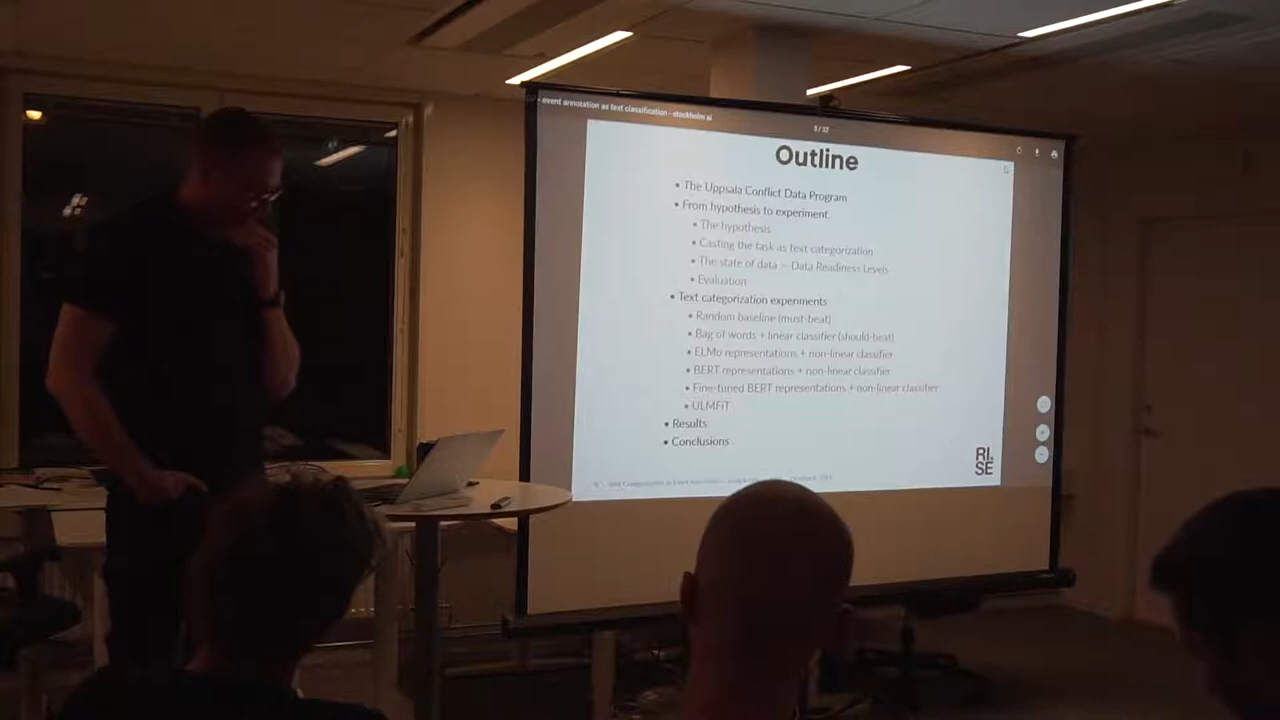 - event annotation as text classification - stockholm ai
5 / 32
Outline
• The Uppsala Conflict Data Program
• From hypothesis to experiment
• The hypothesis
• Casting the task as text categorization
• The state of data – Data Readiness Levels
• Evaluation
• Text categorization experiments
• Random baseline (must-beat)
• Bag of words + linear classifier (should-beat)
• ELMo representations + non-linear classifier
• BERT representations + non-linear classifier
• Fine-tuned BERT representations + non-linear classifier
• ULMFiT
• Results
• Conclusions
RI.
SE